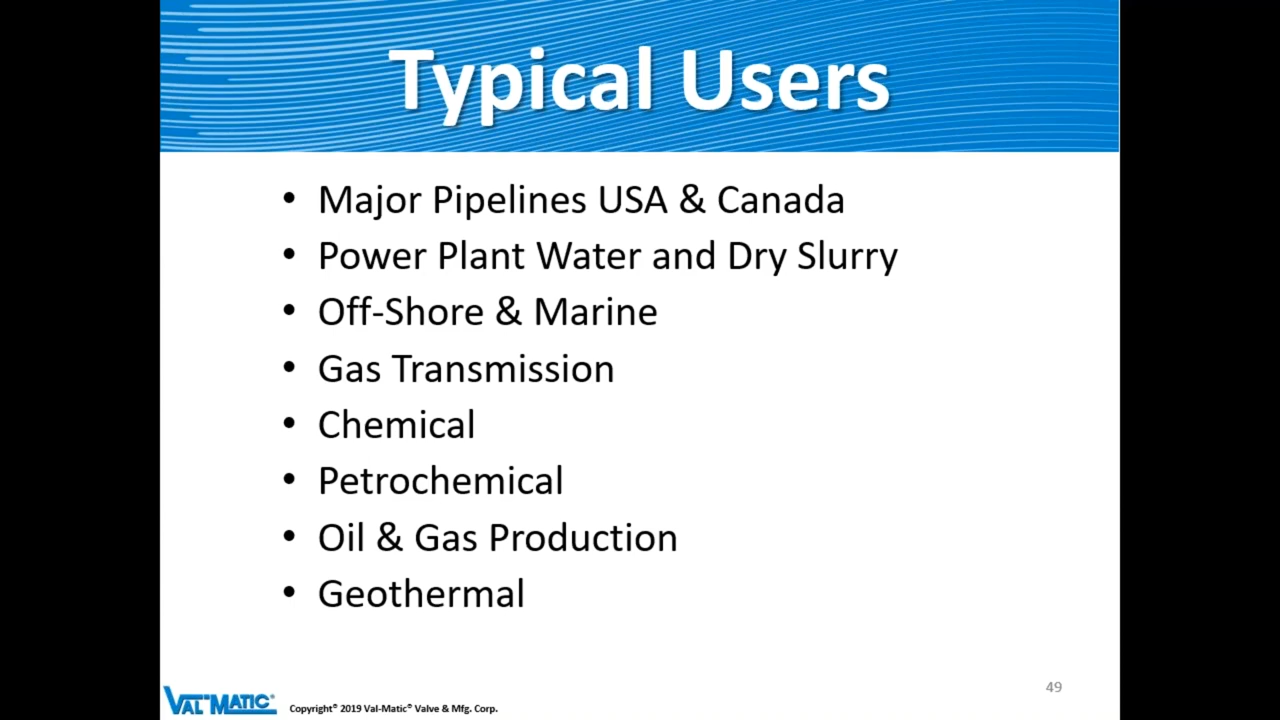 Typical Users
• Major Pipelines USA & Canada
• Power Plant Water and Dry Slurry
• Off-Shore & Marine
• Gas Transmission
• Chemical
• Petrochemical
• Oil & Gas Production
• Geothermal
49
VAL-MATIC®
Copyright® 2019 Val-Matic® Valve & Mfg. Corp.